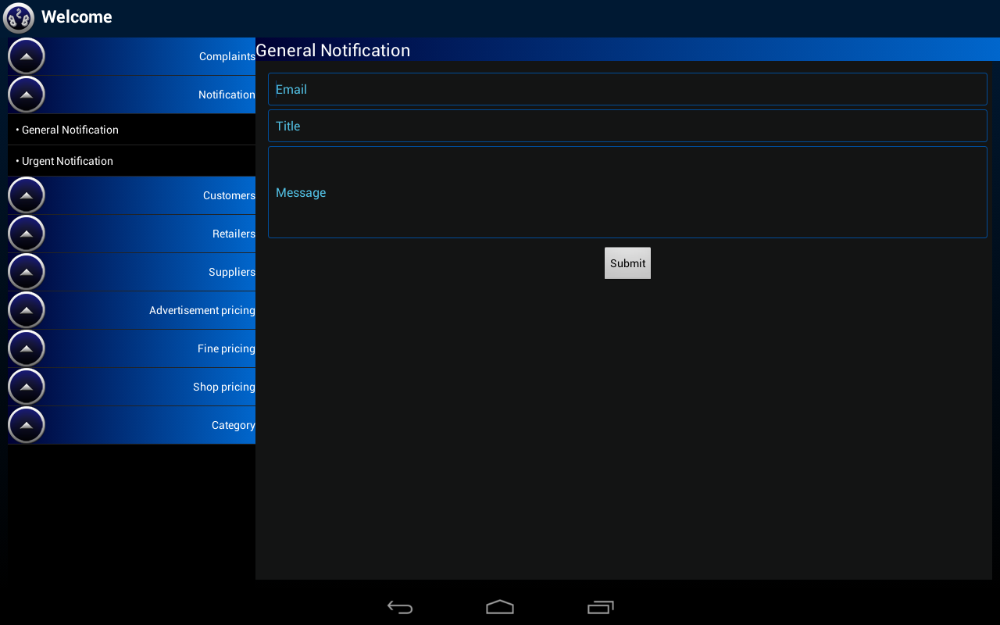 Welcome
Complaints
Notification
• General Notification
• Urgent Notification
Customers
Retailers
Suppliers
Advertisement pricing
Fine pricing
Shop pricing
Category
General Notification
Email
Title
Message
Submit